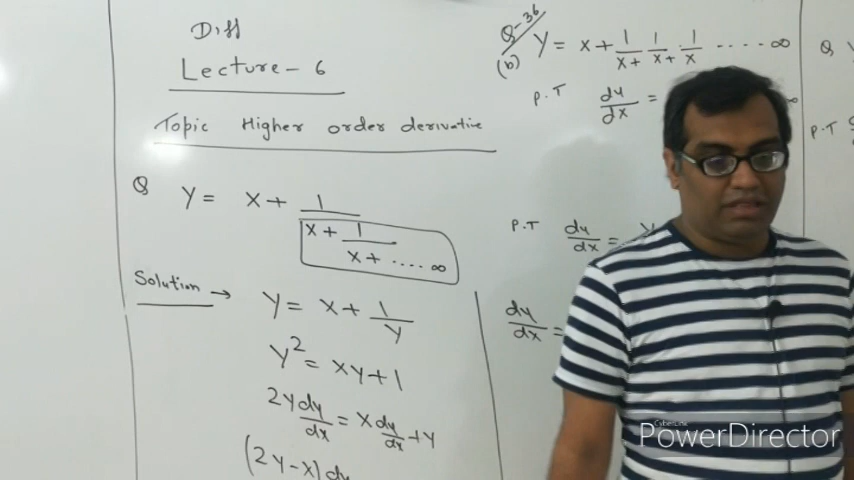 Diff
Lecture - 6
Topic Higher order derivative
Q Y = x + 1
x + 1
x + .... ∞
Solution → Y = x + 1/Y
Y² = xY + 1
2Y dy/dx = x dy/dx + Y
(2Y - x) dy
Q-36
(b) Y = x + 1/x+ 1/x+ 1/x .... ∞
P.T dy/dx =
P.T dy/dx = Y
dy/dx =
Q
P.T
CyberLink
PowerDirector